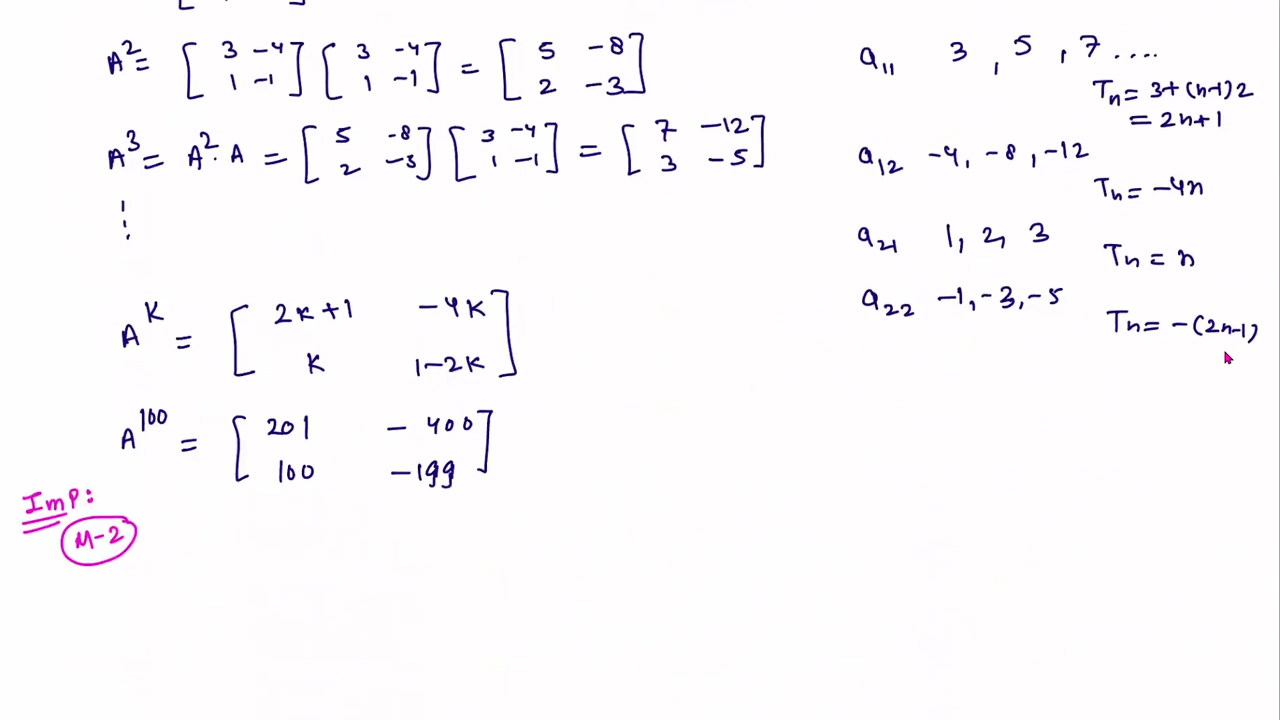 A² = [ 3 -4 ; 1 -1 ] [ 3 -4 ; 1 -1 ] = [ 5 -8 ; 2 -3 ]
A³ = A². A = [ 5 -8 ; 2 -3 ] [ 3 -4 ; 1 -1 ] = [ 7 -12 ; 3 -5 ]
⋮
A^K = [ 2K+1 -4K ; K 1-2K ]
A^100 = [ 201 -400 ; 100 -199 ]
Imp:
M-2
a₁₁ 3, 5, 7 ....
Tn = 3+(n-1)2
= 2n+1
a₁₂ -4, -8, -12
Tn = -4n
a₂₁ 1, 2, 3
Tn = n
a₂₂ -1, -3, -5
Tn = -(2n-1)